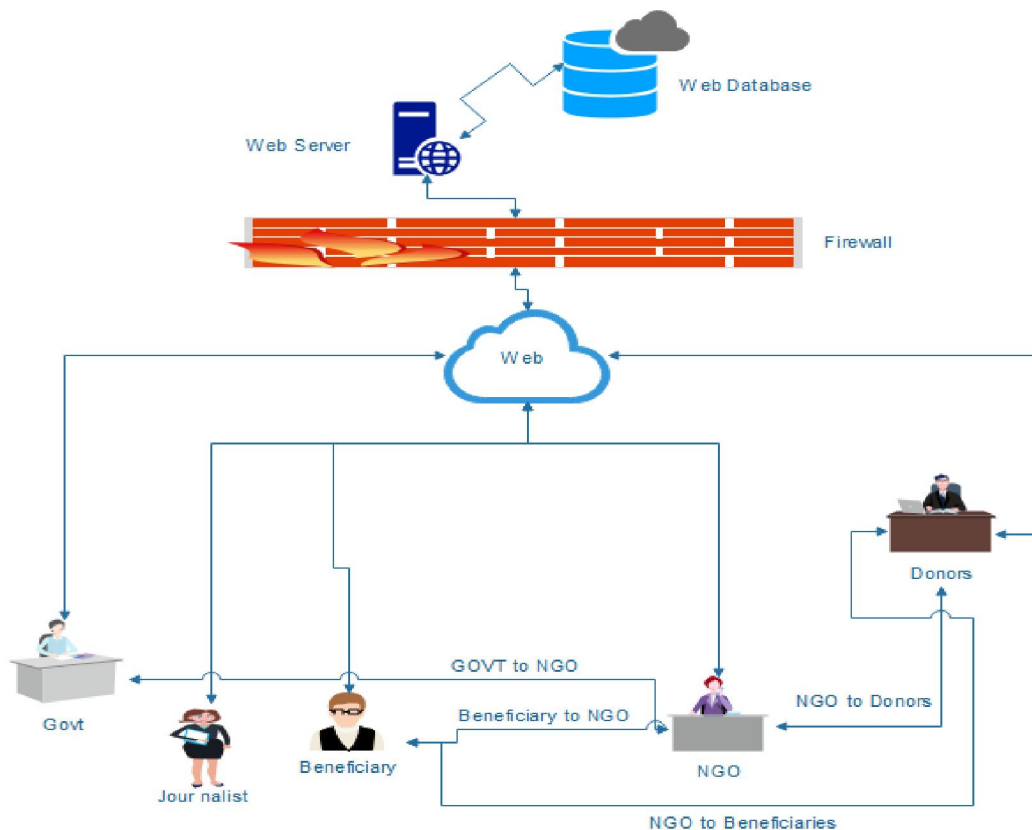 Web Database
Web Server
Firewall
Web
Donors
GOVT to NGO
NGO to Donors
Beneficiary to NGO
Govt
Beneficiary
NGO
Jour nalist
NGO to Beneficiaries